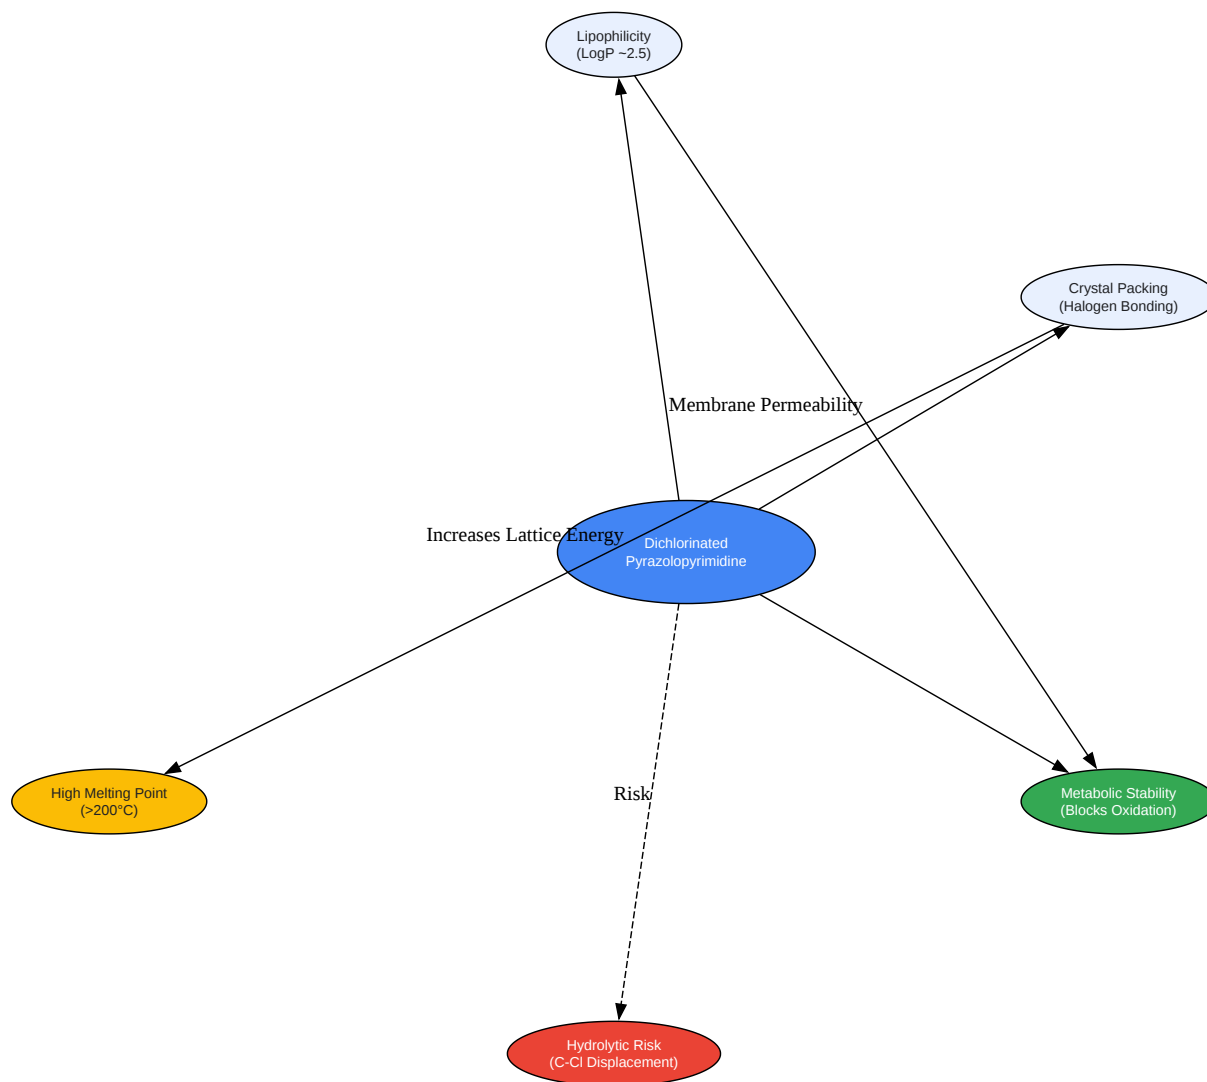 Lipophilicity
(LogP ~2.5)
Crystal Packing
(Halogen Bonding)
Membrane Permeability
Increases Lattice Energy
Dichlorinated
Pyrazolopyrimidine
High Melting Point
(>200°C)
Risk
Metabolic Stability
(Blocks Oxidation)
Hydrolytic Risk
(C-Cl Displacement)